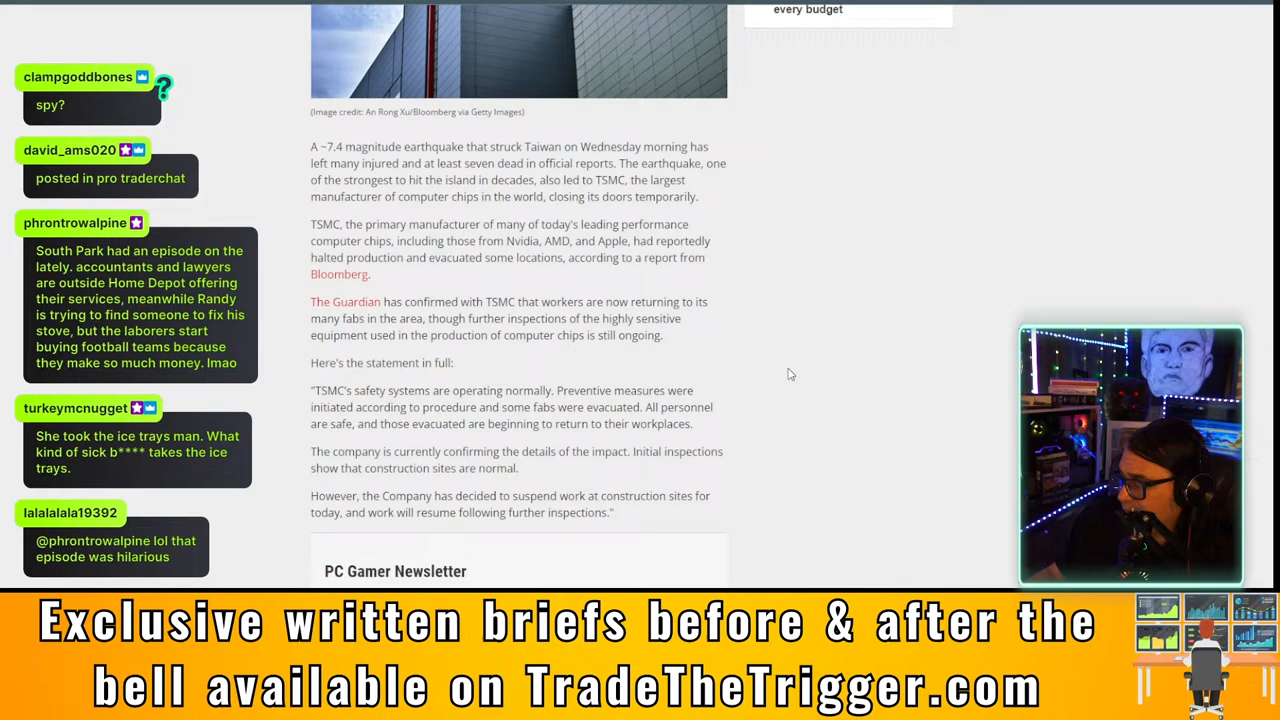 every budget
(Image credit: An Rong Xu/Bloomberg via Getty Images)
A ~7.4 magnitude earthquake that struck Taiwan on Wednesday morning has
left many injured and at least seven dead in official reports. The earthquake, one
of the strongest to hit the island in decades, also led to TSMC, the largest
manufacturer of computer chips in the world, closing its doors temporarily.
TSMC, the primary manufacturer of many of today's leading performance
computer chips, including those from Nvidia, AMD, and Apple, had reportedly
halted production and evacuated some locations, according to a report from
Bloomberg.
The Guardian has confirmed with TSMC that workers are now returning to its
many fabs in the area, though further inspections of the highly sensitive
equipment used in the production of computer chips is still ongoing.
Here's the statement in full:
"TSMC's safety systems are operating normally. Preventive measures were
initiated according to procedure and some fabs were evacuated. All personnel
are safe, and those evacuated are beginning to return to their workplaces.
The company is currently confirming the details of the impact. Initial inspections
show that construction sites are normal.
However, the Company has decided to suspend work at construction sites for
today, and work will resume following further inspections."
PC Gamer Newsletter
clampgoddbones
?
spy?
david_ams020
posted in pro traderchat
phrontrowalpine
South Park had an episode on the
lately. accountants and lawyers
are outside Home Depot offering
their services, meanwhile Randy
is trying to find someone to fix his
stove, but the laborers start
buying football teams because
they make so much money. lmao
turkeymcnugget
She took the ice trays man. What
kind of sick b**** takes the ice
trays.
lalalalala19392
@phrontrowalpine lol that
episode was hilarious
Exclusive written briefs before & after the
bell available on TradeTheTrigger.com